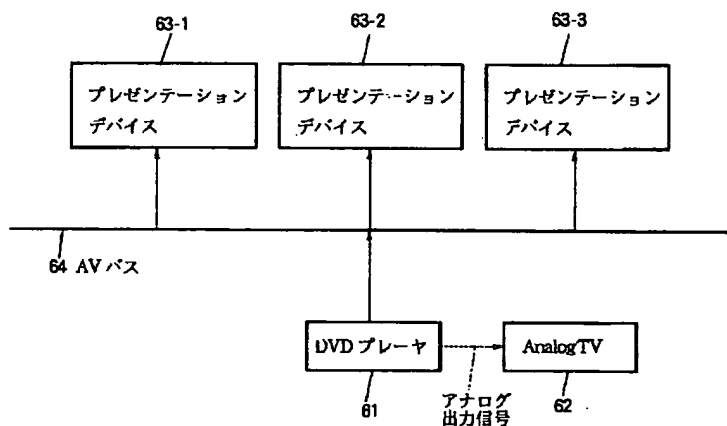 63-1
63-2
63-3
プレゼンテーション
デバイス
プレゼンテーション
デバイス
プレゼンテーション
デバイス
64 AVバス
DVDプレーヤ
Analog TV
61
アナログ
出力信号
62